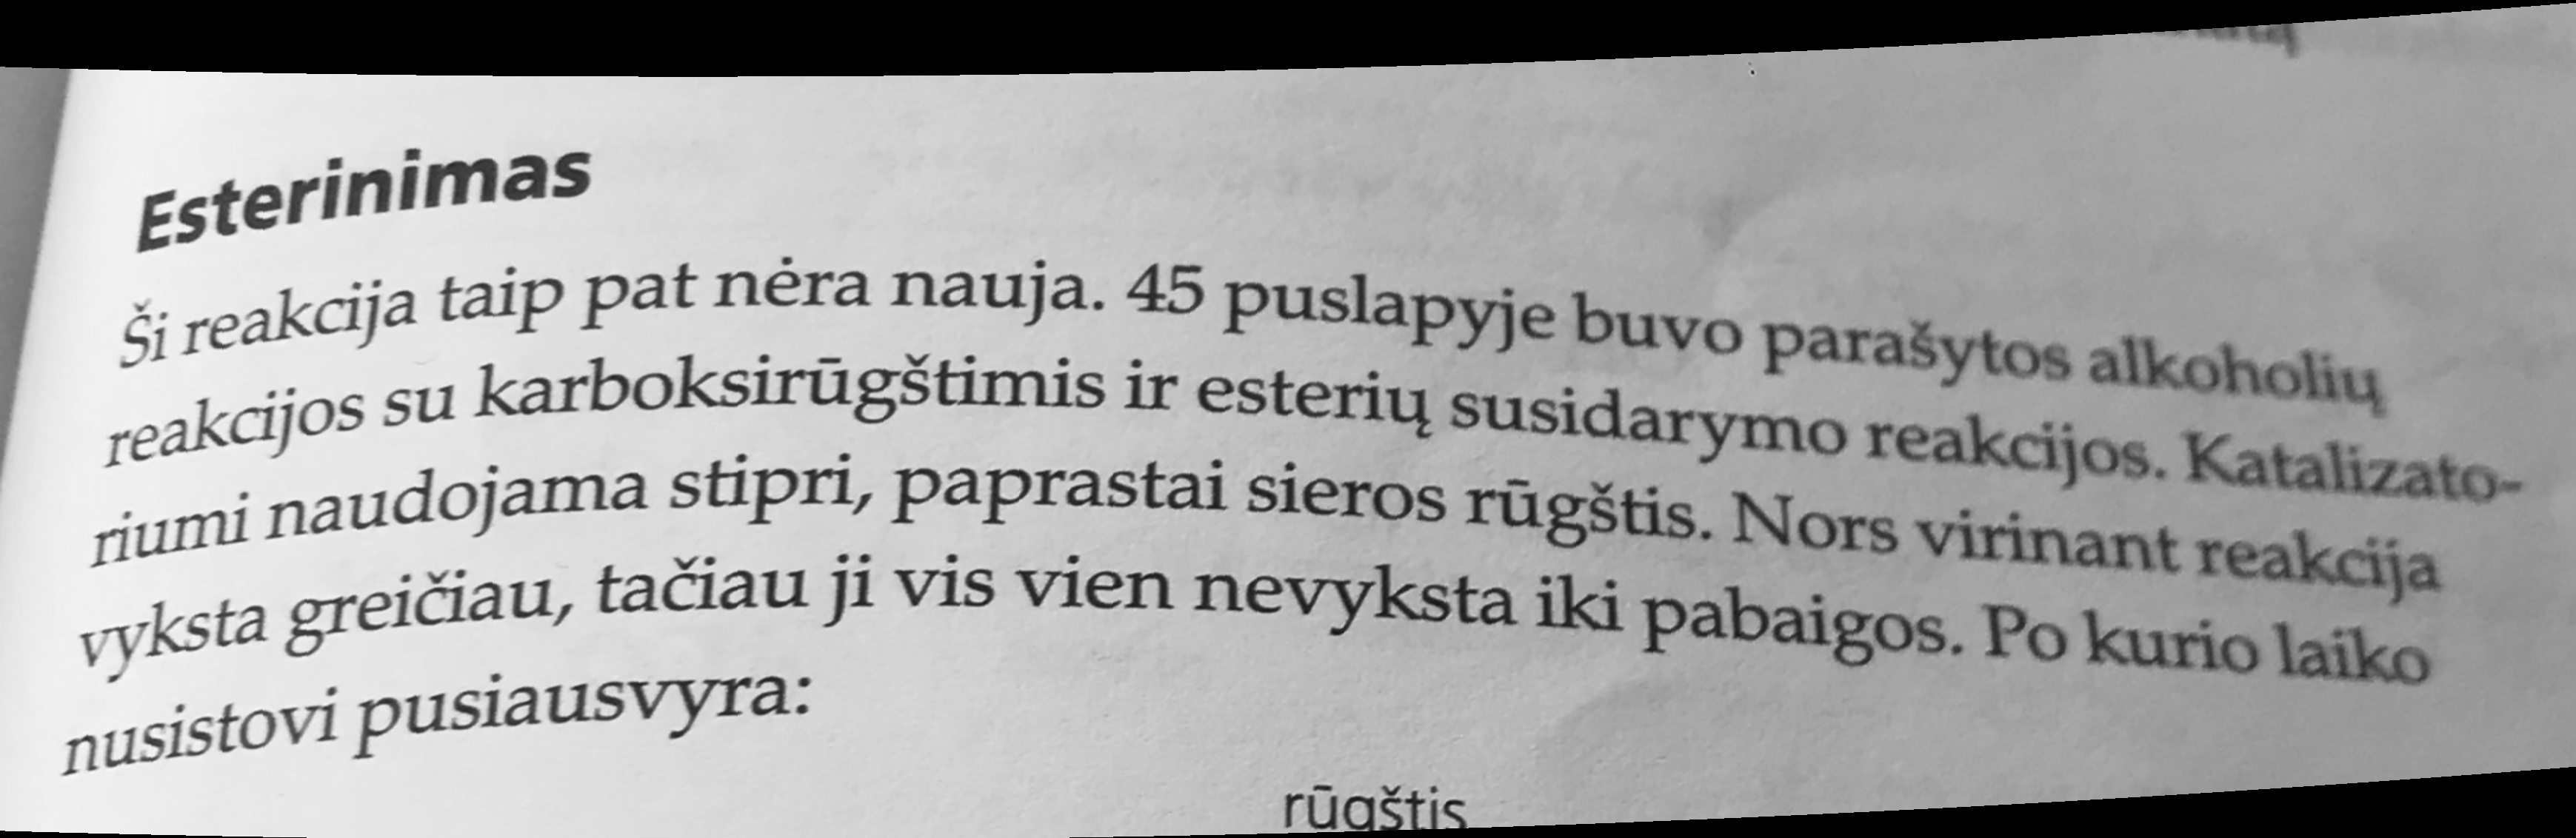 Esterinimas
Ši reakcija taip pat nėra nauja. 45 puslapyje buvo parašytos alkoholių
reakcijos su karboksirūgštimis ir esterių susidarymo reakcijos. Katalizato-
riumi naudojama stipri, paprastai sieros rūgštis. Nors virinant reakcija
vyksta greičiau, tačiau ji vis vien nevyksta iki pabaigos. Po kurio laiko
nusistovi pusiausvyra:
rūgštis